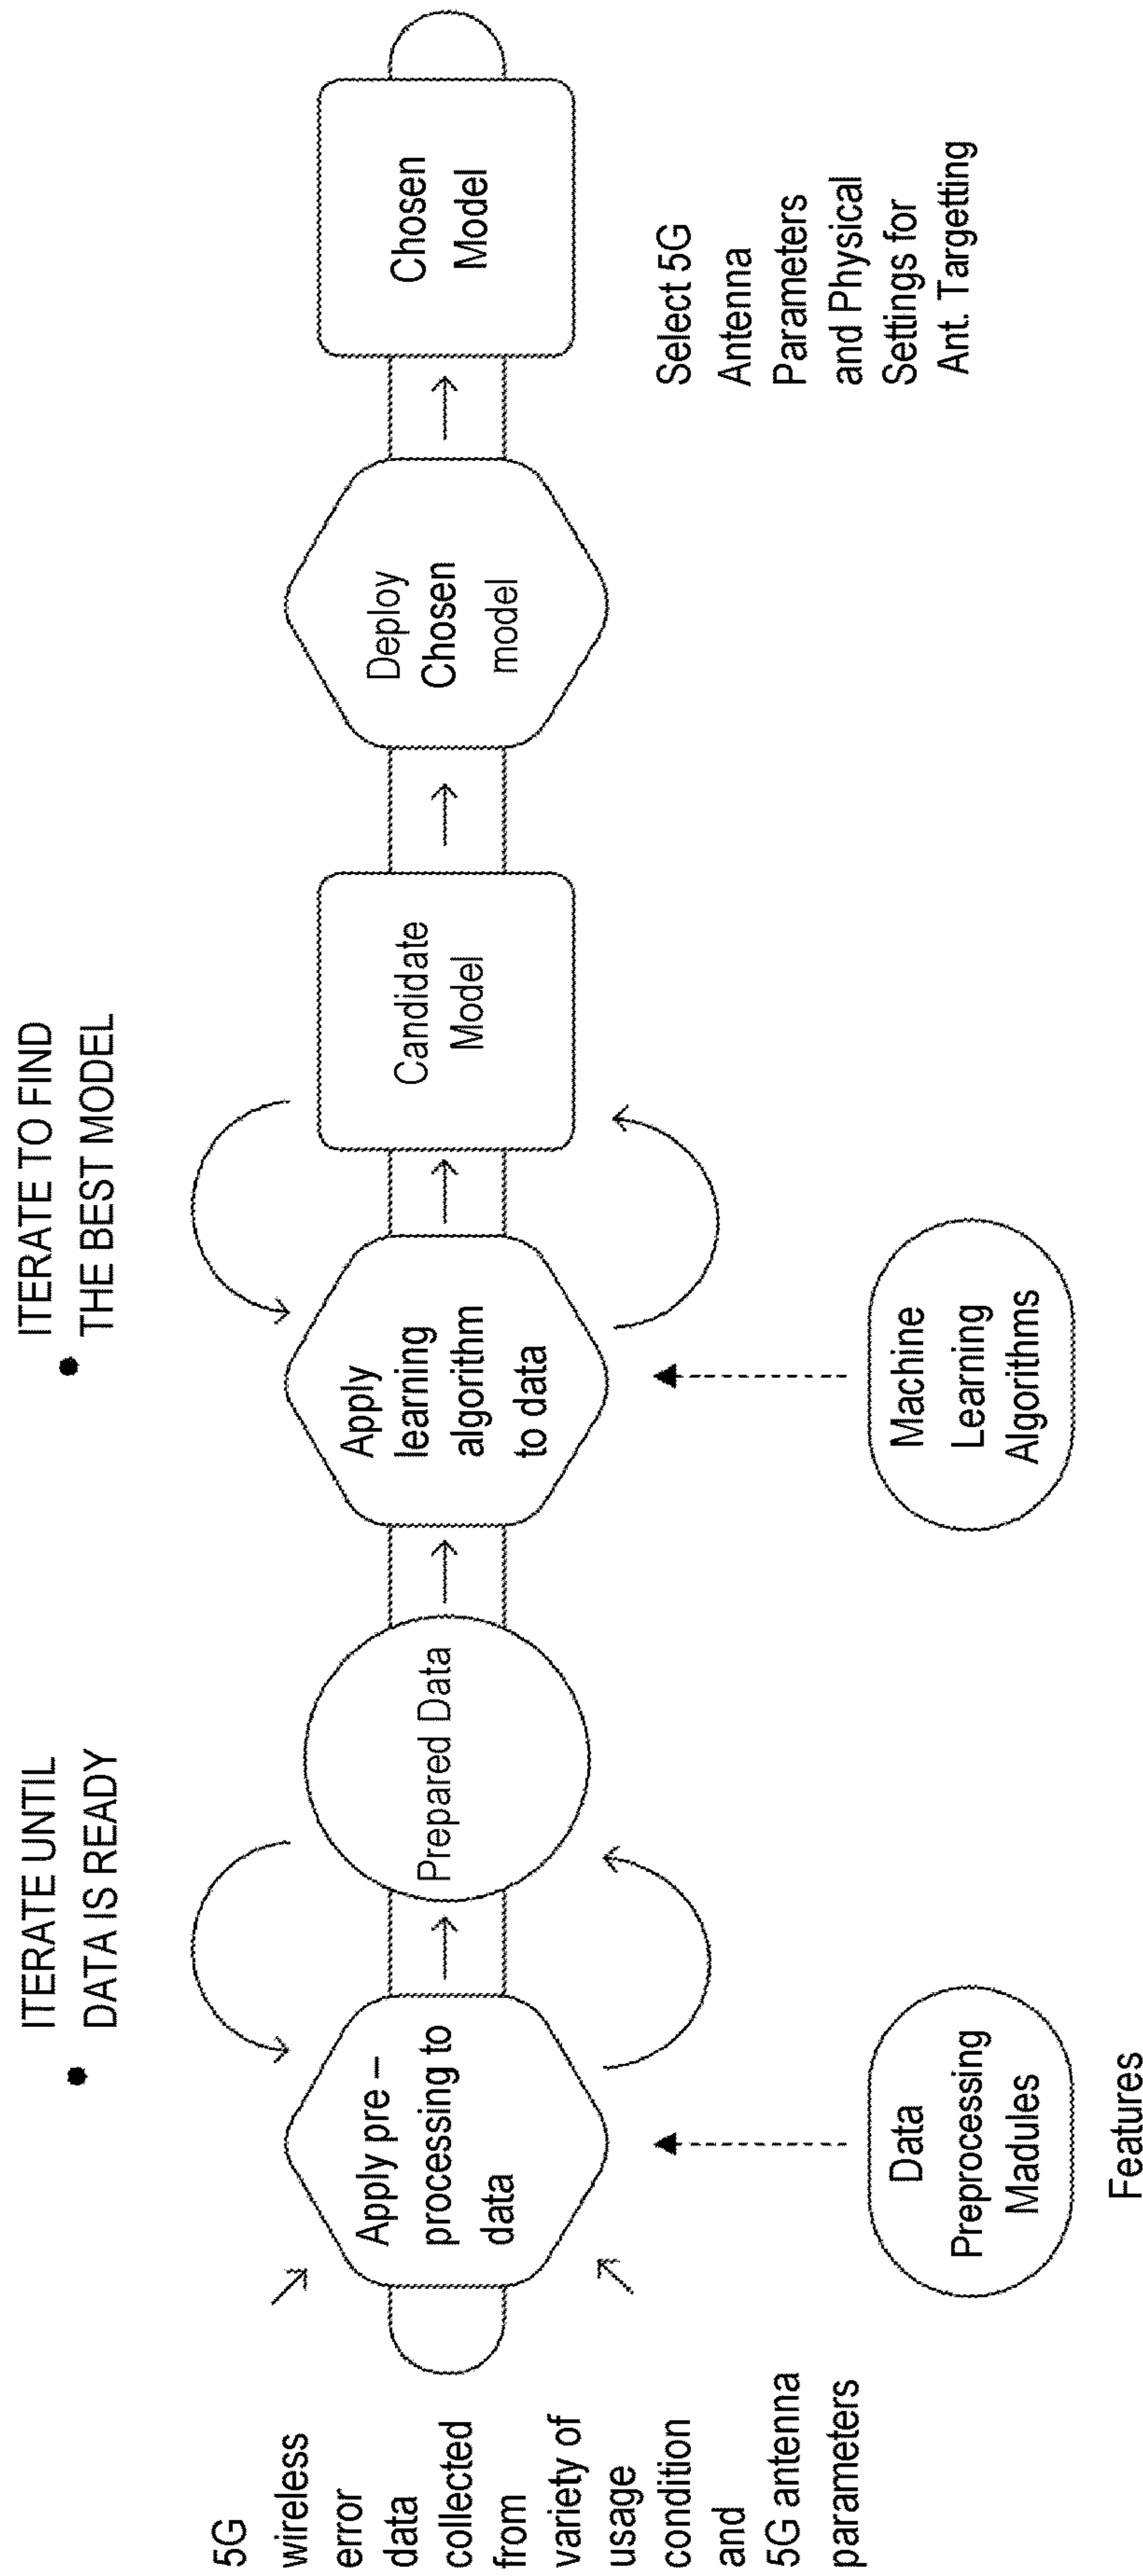 ITERATE UNTIL
• DATA IS READY
ITERATE TO FIND
• THE BEST MODEL
5G
wireless
error
data
collected
from
variety of
usage
condition
and
5G antenna
parameters
Apply pre –
processing to
data
Prepared Data
Apply
learning
algorithm
to data
Candidate
Model
Deploy
Chosen
model
Chosen
Model
Data
Preprocessing
Madules
Features
Machine
Learning
Algorithms
Select 5G
Antenna
Parameters
and Physical
Settings for
Ant. Targetting